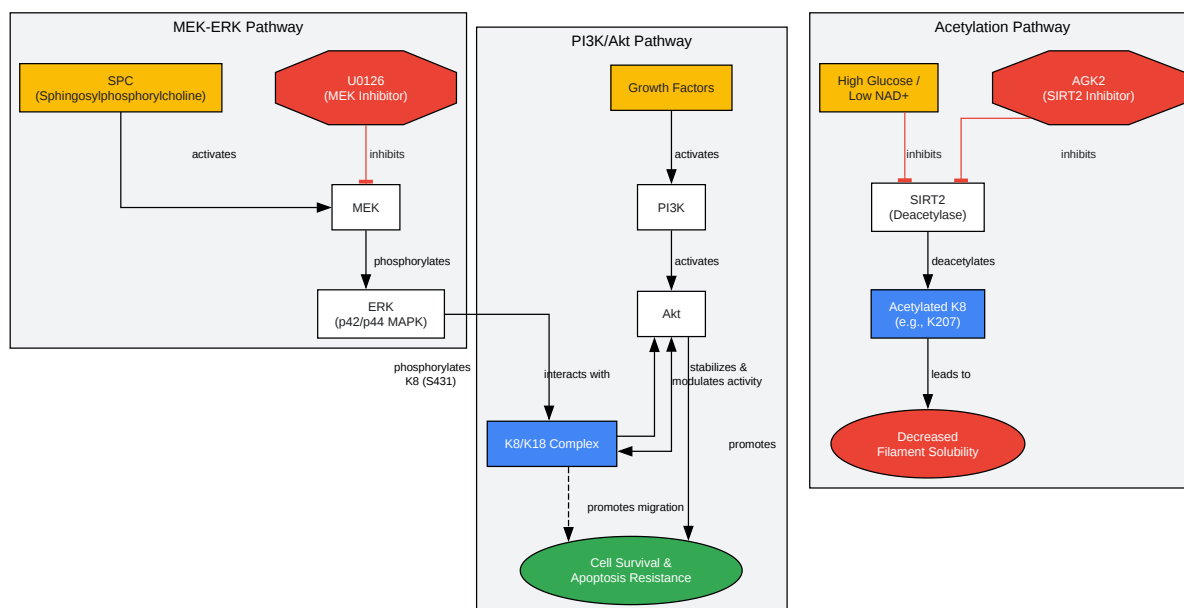 MEK-ERK Pathway
SPC
(Sphingosylphosphorylcholine)
U0126
(MEK Inhibitor)
activates
inhibits
MEK
phosphorylates
ERK
(p42/p44 MAPK)
phosphorylates
K8 (S431)
PI3K/Akt Pathway
Growth Factors
activates
PI3K
activates
Akt
interacts with
stabilizes &
modulates activity
K8/K18 Complex
promotes
promotes migration
Cell Survival &
Apoptosis Resistance
Acetylation Pathway
High Glucose /
Low NAD+
AGK2
(SIRT2 Inhibitor)
inhibits
inhibits
SIRT2
(Deacetylase)
deacetylates
Acetylated K8
(e.g., K207)
leads to
Decreased
Filament Solubility